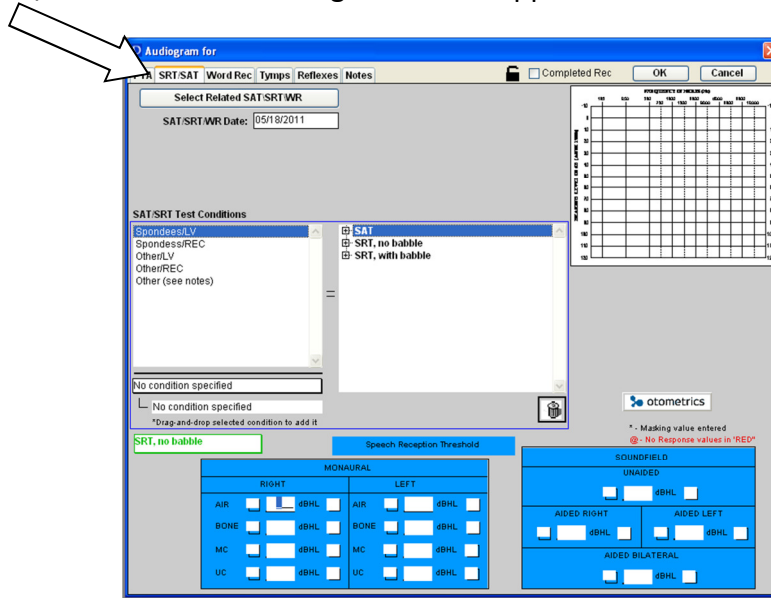 Audiogram for
SRT/SAT Word Rec Tymps Reflexes Notes
Completed Rec OK Cancel
Select Related SAT\SRT\WR
SAT/SRT/WR Date: 05/18/2011
SAT/SRT Test Conditions
Spondees/LV
Spondess/REC
Other/LV
Other/REC
Other (see notes)
=
SAT
SRT, no babble
SRT, with babble
No condition specified
No condition specified
*Drag-and-drop selected condition to add it
otometrics
* - Masking value entered
@ - No Response values in 'RED"
SRT, no babble
Speech Reception Threshold
MONAURAL
RIGHT LEFT
AIR dBHL AIR dBHL
BONE dBHL BONE dBHL
MC dBHL MC dBHL
UC dBHL UC dBHL
SOUNDFIELD
UNAIDED
dBHL
AIDED RIGHT AIDED LEFT
dBHL dBHL
AIDED BILATERAL
dBHL